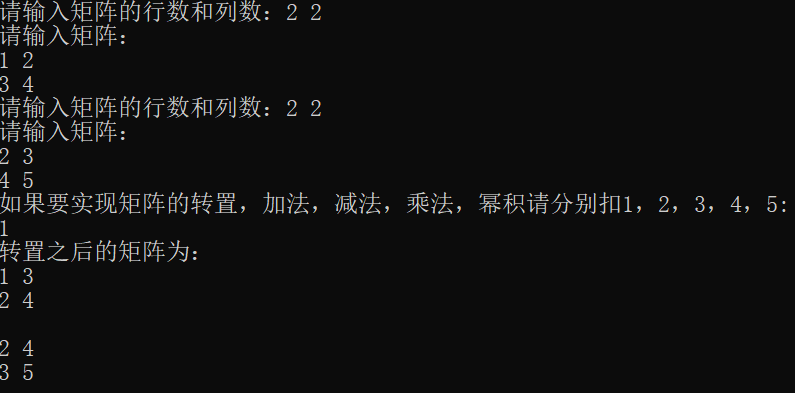 请输入矩阵的行数和列数：2 2
请输入矩阵：
1 2
3 4
请输入矩阵的行数和列数：2 2
请输入矩阵：
2 3
4 5
如果要实现矩阵的转置，加法，减法，乘法，幂积请分别扣1，2，3，4，5:
1
转置之后的矩阵为：
1 3
2 4
2 4
3 5